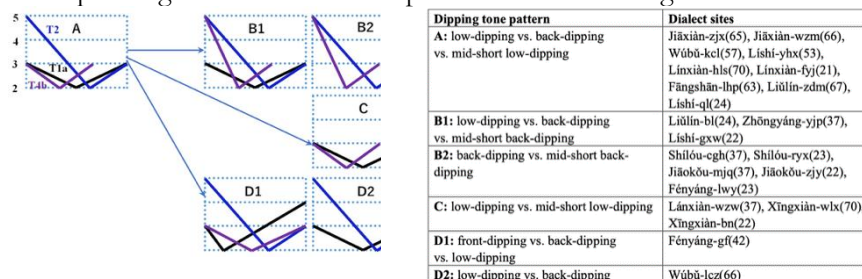 5
4
3
2
T2
A
T1a
T1b
B1
B2
C
D1
D2
Dipping tone pattern Dialect sites
A: low-dipping vs. back-dipping
vs. mid-short low-dipping
Jiāxiàn-zjx(65), Jiāxiàn-wzm(66),
Wúbǔ-kcl(57), Líshí-yhx(53),
Línxiàn-hls(70), Línxiàn-fyj(21),
Fāngshān-lhp(63), Liǔlín-zdm(67),
Líshí-ql(24)
B1: low-dipping vs. back-dipping
vs. mid-short back-dipping
Liǔlín-bl(24), Zhōngyáng-yjp(37),
Líshí-gxw(22)
B2: back-dipping vs. mid-short back-
dipping
Shílóu-cgh(37), Shílóu-ryx(23),
Jiāokǒu-mjq(37), Jiāokǒu-zjy(22),
Fényáng-lwy(23)
C: low-dipping vs. mid-short low-dipping
Lánxiàn-wzw(37), Xīngxiàn-wlx(70)
Xīngxiàn-bn(22)
D1: front-dipping vs. back-dipping
vs. low-dipping
Fényáng-gf(42)
D2: low-dipping vs. back-dipping
Wúbǔ-lcz(66)